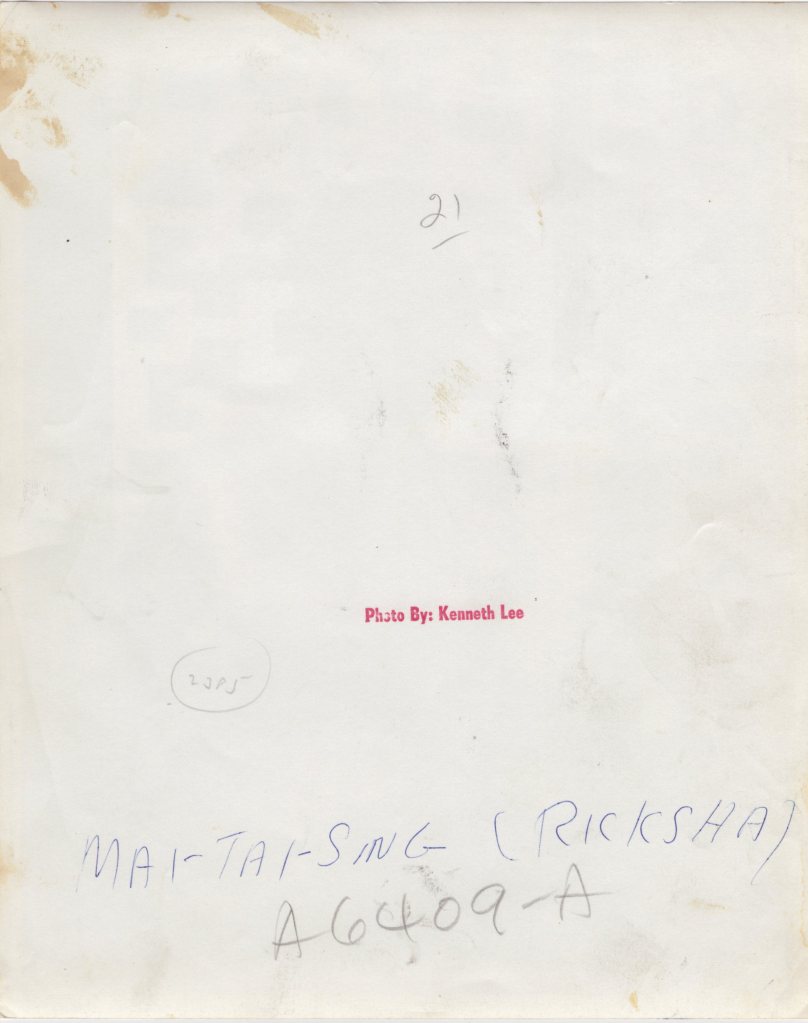 21
Photo By: Kenneth Lee
MAI-TAI-SING (RICKSHA)
A6409-A